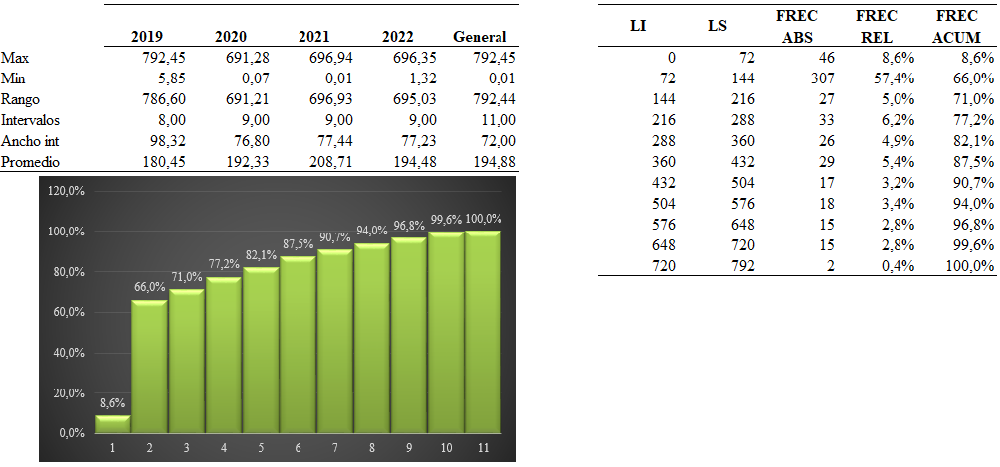 2019 2020 2021 2022 General
Max 792,45 691,28 696,94 696,35 792,45
Min 5,85 0,07 0,01 1,32 0,01
Rango 786,60 691,21 696,93 695,03 792,44
Intervalos 8,00 9,00 9,00 9,00 11,00
Ancho int 98,32 76,80 77,44 77,23 72,00
Promedio 180,45 192,33 208,71 194,48 194,88
120,0%
100,0%
80,0%
60,0%
40,0%
20,0%
0,0%
8,6% 66,0% 71,0% 77,2% 82,1% 87,5% 90,7% 94,0% 96,8% 99,6% 100,0%
1 2 3 4 5 6 7 8 9 10 11
LI LS FREC ABS FREC REL FREC ACUM
0 72 46 8,6% 8,6%
72 144 307 57,4% 66,0%
144 216 27 5,0% 71,0%
216 288 33 6,2% 77,2%
288 360 26 4,9% 82,1%
360 432 29 5,4% 87,5%
432 504 17 3,2% 90,7%
504 576 18 3,4% 94,0%
576 648 15 2,8% 96,8%
648 720 15 2,8% 99,6%
720 792 2 0,4% 100,0%